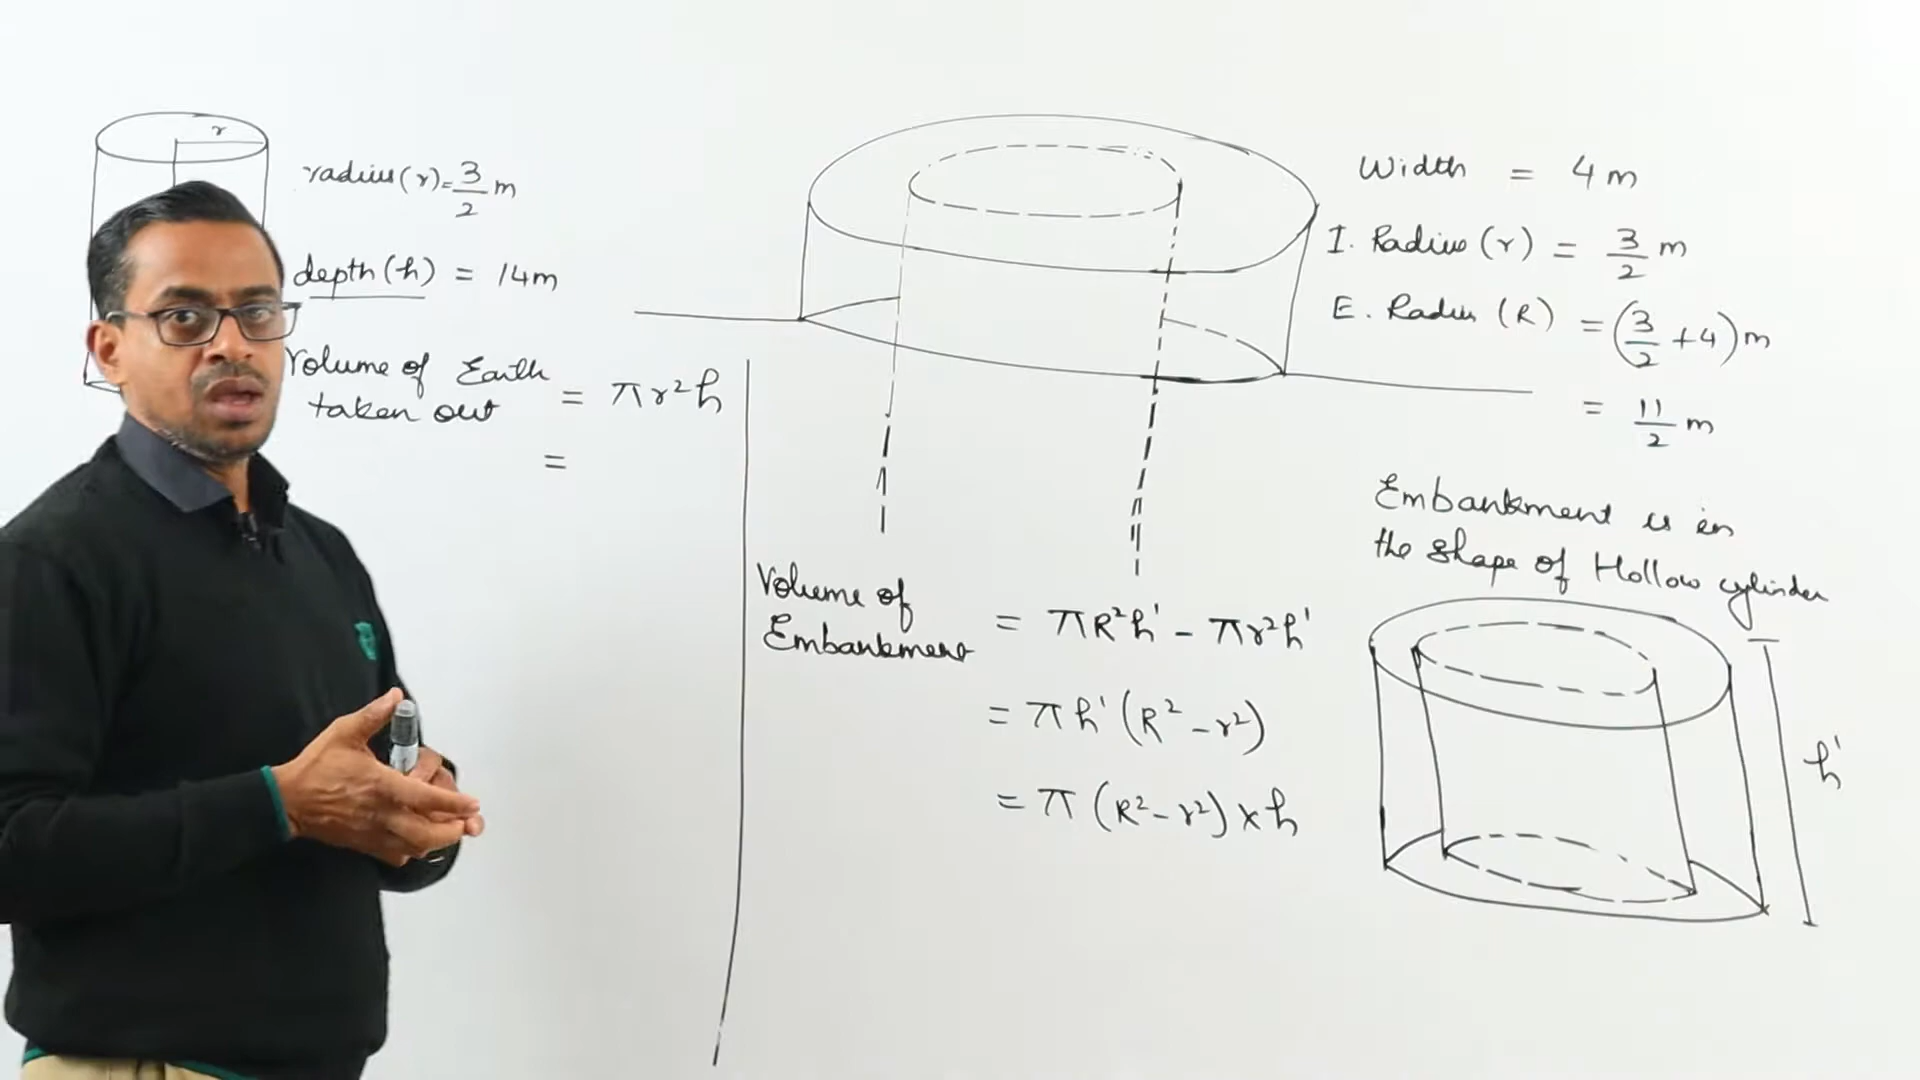 r
radius (r) = 3/2 m
depth (h) = 14m
Volume of Earth
taken out = πr²h
=
Width = 4 m
I. Radius (r) = 3/2 m
E. Radius (R) = (3/2 + 4) m
= 11/2 m
Embankment is in
the shape of Hollow cylinder
h'
Volume of
Embankment = πR²h' - πr²h'
= πh' (R² - r²)
= π (R² - r²) × h